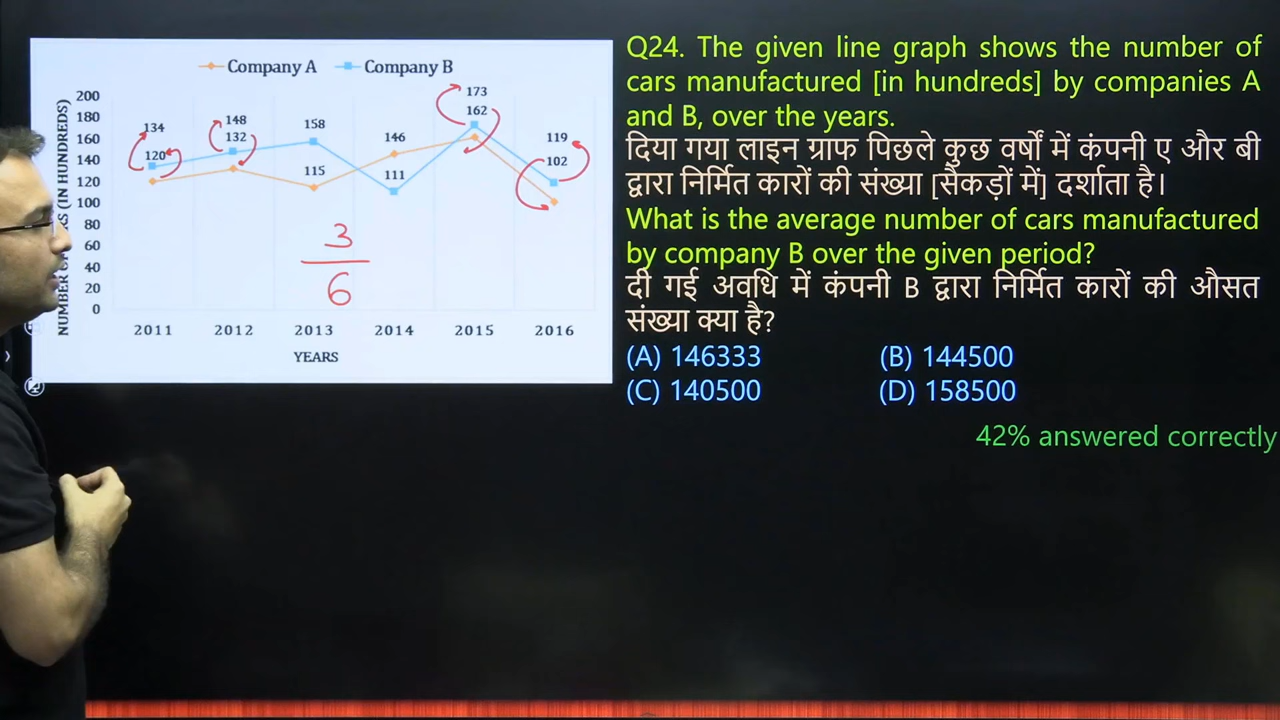 Company A Company B
200
180
160
140
120
100
80
60
40
20
0
134
120
148
132
158
115
146
111
173
162
119
102
3
6
2011 2012 2013 2014 2015 2016
YEARS
(IN HUNDREDS)
Q24. The given line graph shows the number of
cars manufactured [in hundreds] by companies A
and B, over the years.
दिया गया लाइन ग्राफ पिछले कुछ वर्षों में कंपनी ए और बी
द्वारा निर्मित कारों की संख्या [सैकड़ों में] दर्शाता है।
What is the average number of cars manufactured
by company B over the given period?
दी गई अवधि में कंपनी B द्वारा निर्मित कारों की औसत
संख्या क्या है?
(A) 146333 (B) 144500
(C) 140500 (D) 158500
42% answered correctly